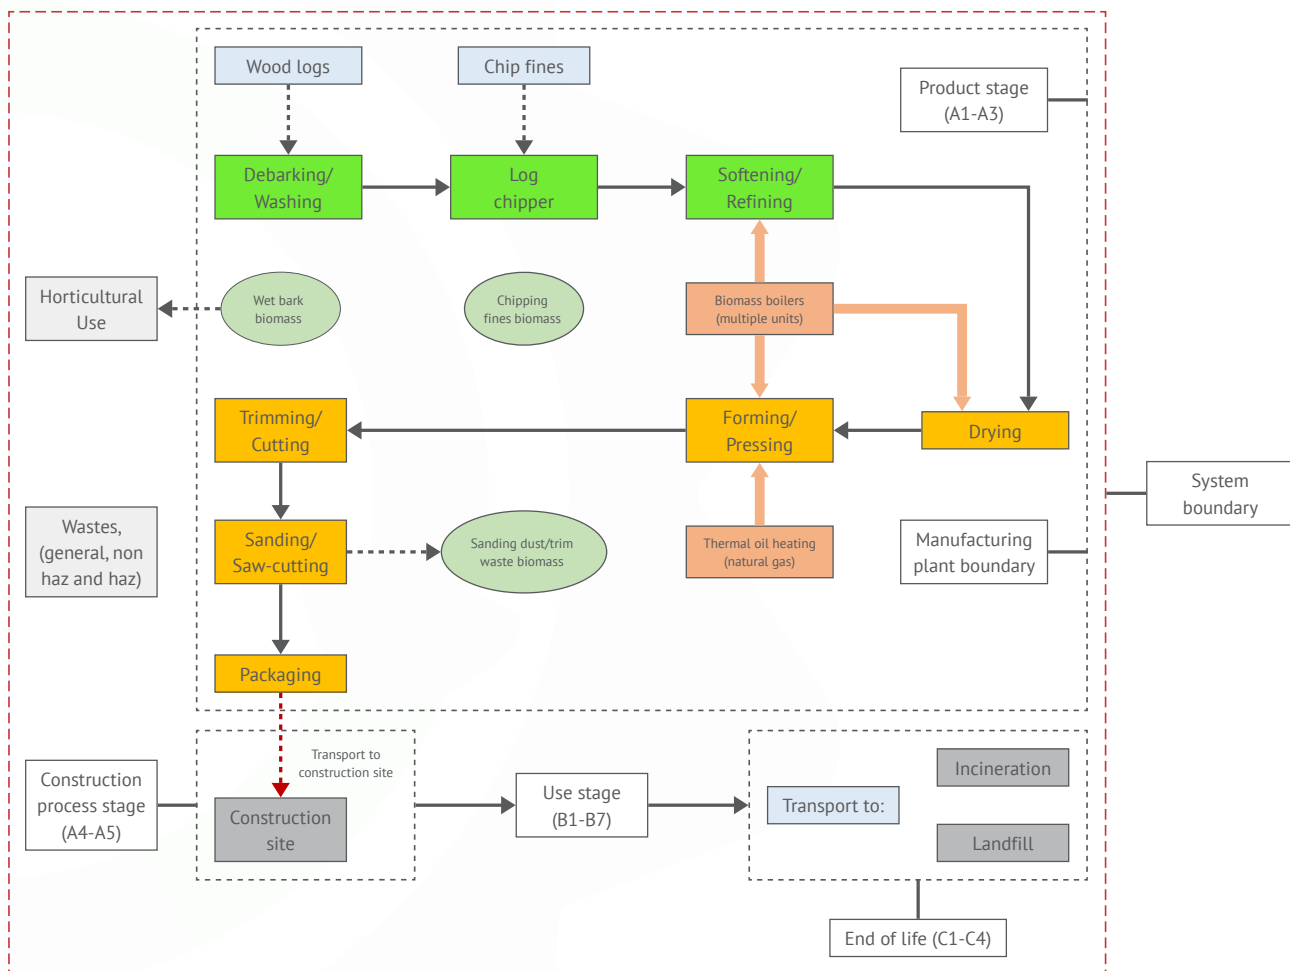 Wood logs
Chip fines
Product stage
(A1-A3)
Debarking/
Washing
Log
chipper
Softening/
Refining
Horticultural
Use
Wet bark
biomass
Chipping
fines biomass
Biomass boilers
(multiple units)
Trimming/
Cutting
Forming/
Pressing
Drying
System
boundary
Wastes,
(general, non
haz and haz)
Sanding/
Saw-cutting
Sanding dust/trim
waste biomass
Thermal oil heating
(natural gas)
Manufacturing
plant boundary
Packaging
Construction
process stage
(A4-A5)
Transport to
construction site
Construction
site
Use stage
(B1-B7)
Transport to:
Incineration
Landfill
End of life (C1-C4)